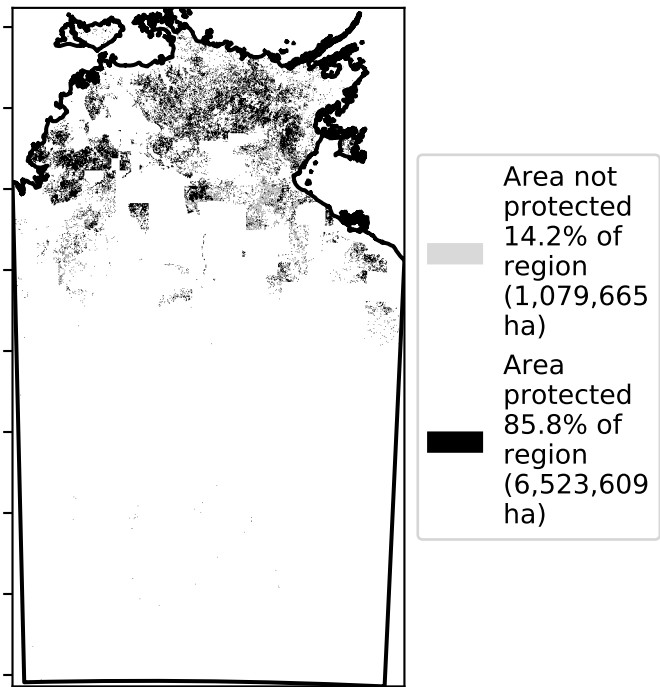 Area not
protected
14.2% of
region
(1,079,665
ha)
Area
protected
85.8% of
region
(6,523,609
ha)